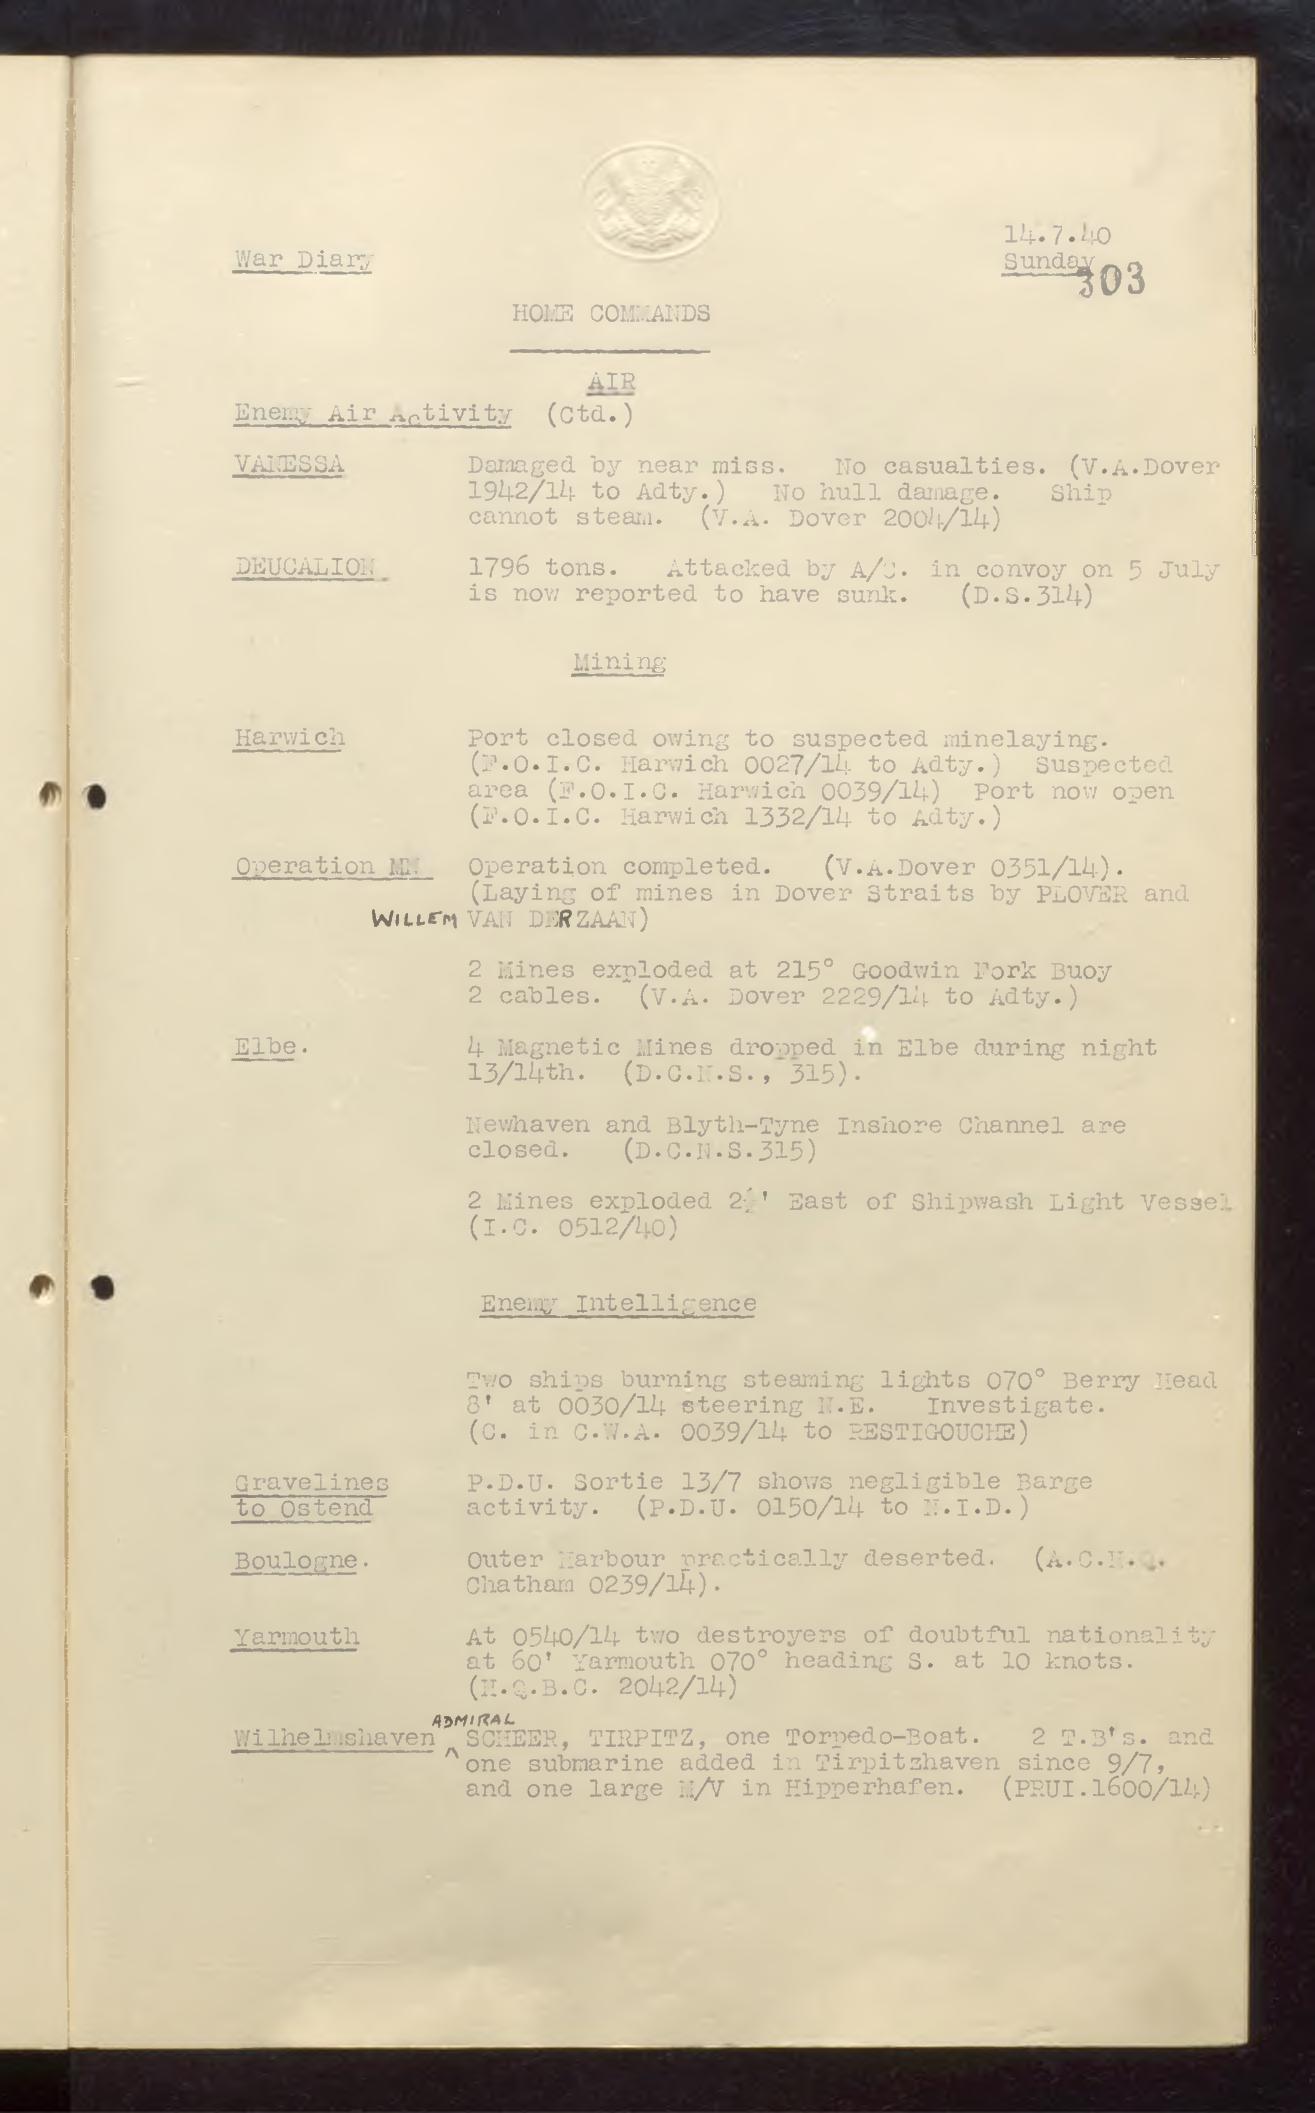 14.7.40
War Diary Sunday
303
HOME COMMANDS
AIR
Enemy Air Activity (Ctd.)
VANESSA Damaged by near miss. No casualties. (V.A.Dover
1942/14 to Adty.) No hull damage. Ship
cannot steam. (V.A. Dover 2004/14)
DEUCALION 1796 tons. Attacked by A/C. in convoy on 5 July
is now reported to have sunk. (D.S.314)
Mining
Harwich Port closed owing to suspected minelaying.
(F.O.I.C. Harwich 0027/14 to Adty.) Suspected
area (F.O.I.C. Harwich 0039/14) Port now open
(F.O.I.C. Harwich 1332/14 to Adty.)
Operation MM Operation completed. (V.A.Dover 0351/14).
(Laying of mines in Dover Straits by PLOVER and
WILLEM VAN DERZAAN)
2 Mines exploded at 215° Goodwin Fork Buoy
2 cables. (V.A. Dover 2229/14 to Adty.)
Elbe. 4 Magnetic Mines dropped in Elbe during night
13/14th. (D.C.N.S., 315).
Newhaven and Blyth-Tyne Inshore Channel are
closed. (D.C.N.S.315)
2 Mines exploded 2½' East of Shipwash Light Vessel
(I.C. 0512/40)
Enemy Intelligence
Two ships burning steaming lights 070° Berry Head
8' at 0030/14 steering N.E. Investigate.
(C. in C.W.A. 0039/14 to RESTIGOUCHE)
Gravelines P.D.U. Sortie 13/7 shows negligible Barge
to Ostend activity. (P.D.U. 0150/14 to N.I.D.)
Boulogne. Outer Harbour practically deserted. (A.C.H.Q.
Chatham 0239/14).
Yarmouth At 0540/14 two destroyers of doubtful nationality
at 60' Yarmouth 070° heading S. at 10 knots.
(H.Q.B.C. 2042/14)
ADMIRAL
Wilhelmshaven ^ SCHEER, TIRPITZ, one Torpedo-Boat. 2 T.B's. and
one submarine added in Tirpitzhaven since 9/7,
and one large M/V in Hipperhafen. (PRUI.1600/14)